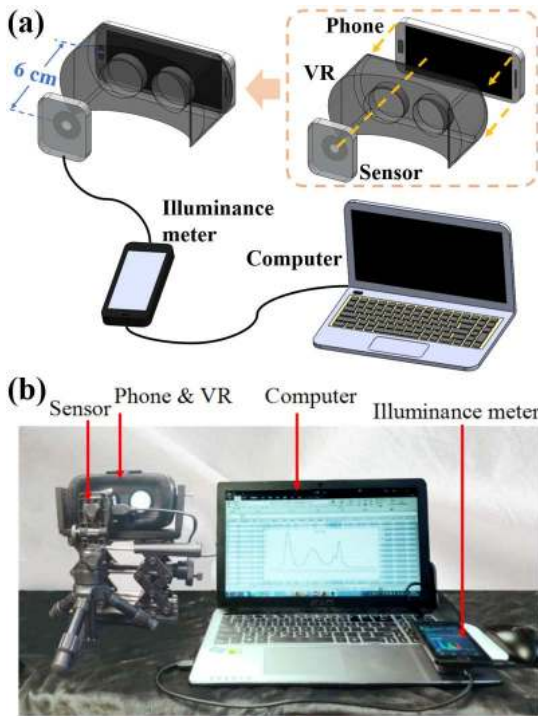 (a)
6 cm
Phone
VR
Sensor
Illuminance
meter
Computer
(b)
Sensor
Phone & VR
Computer
Illuminance meter